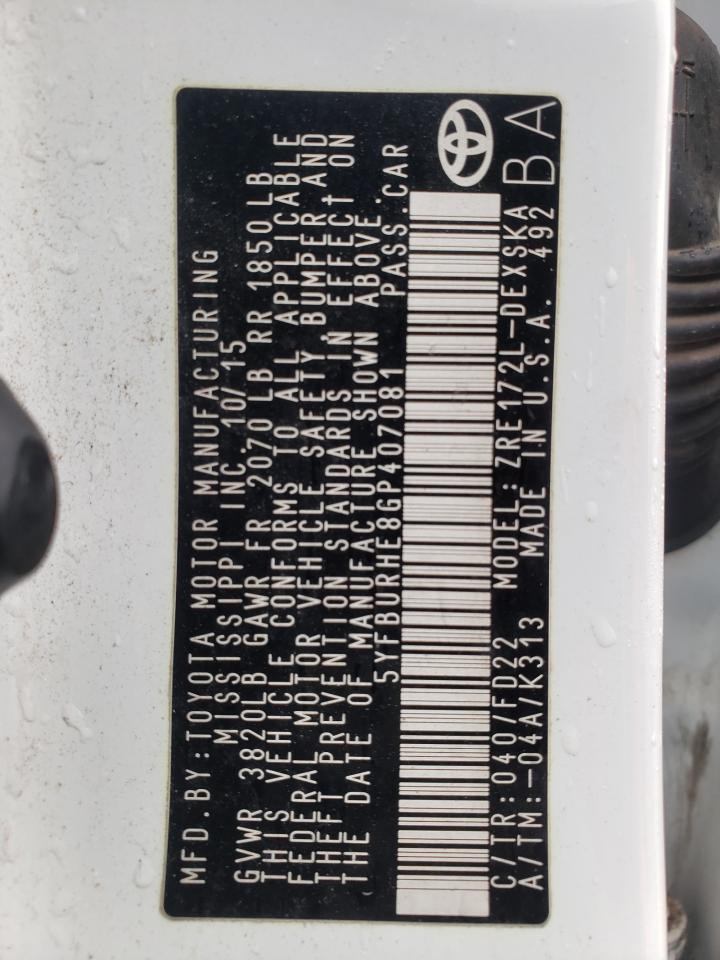 MFD.BY:TOYOTA MOTOR MANUFACTURING
MISSISSIPPI INC. 10/15
GVWR 3820LB GAWR FR 2070LB RR 1850LB
THIS VEHICLE CONFORMS TO ALL APPLICABLE
FEDERAL MOTOR VEHICLE SAFETY BUMPER AND
THEFT PREVENTION STANDARDS IN EFFECT ON
THE DATE OF MANUFACTURE SHOWN ABOVE.
5YFBURHE8GP407081 PASS.CAR
C/TR:040/FD22 MODEL:ZRE172L-DEXSKA
A/TM:-04A/K313 MADE IN U.S.A. 492
BA